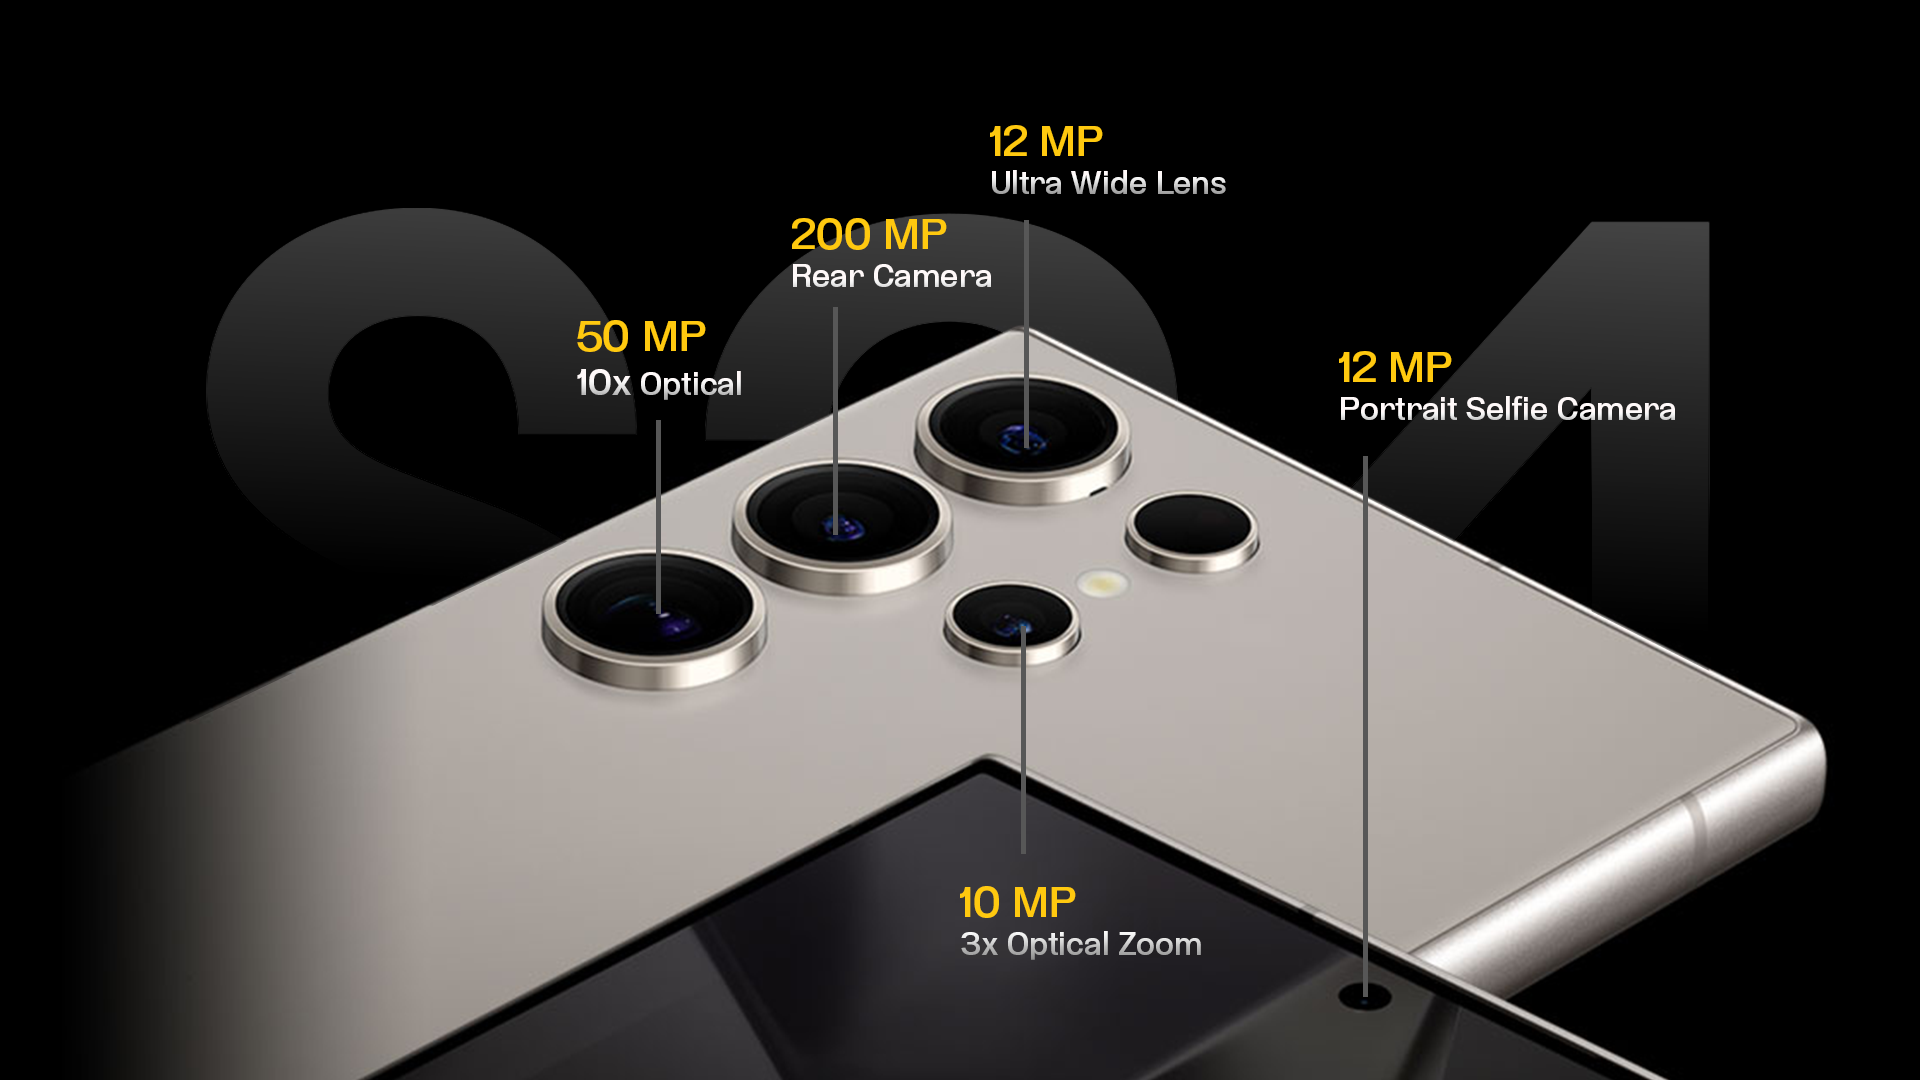 12 MP
Ultra Wide Lens
200 MP
Rear Camera
50 MP
10x Optical
12 MP
Portrait Selfie Camera
S24
10 MP
3x Optical Zoom